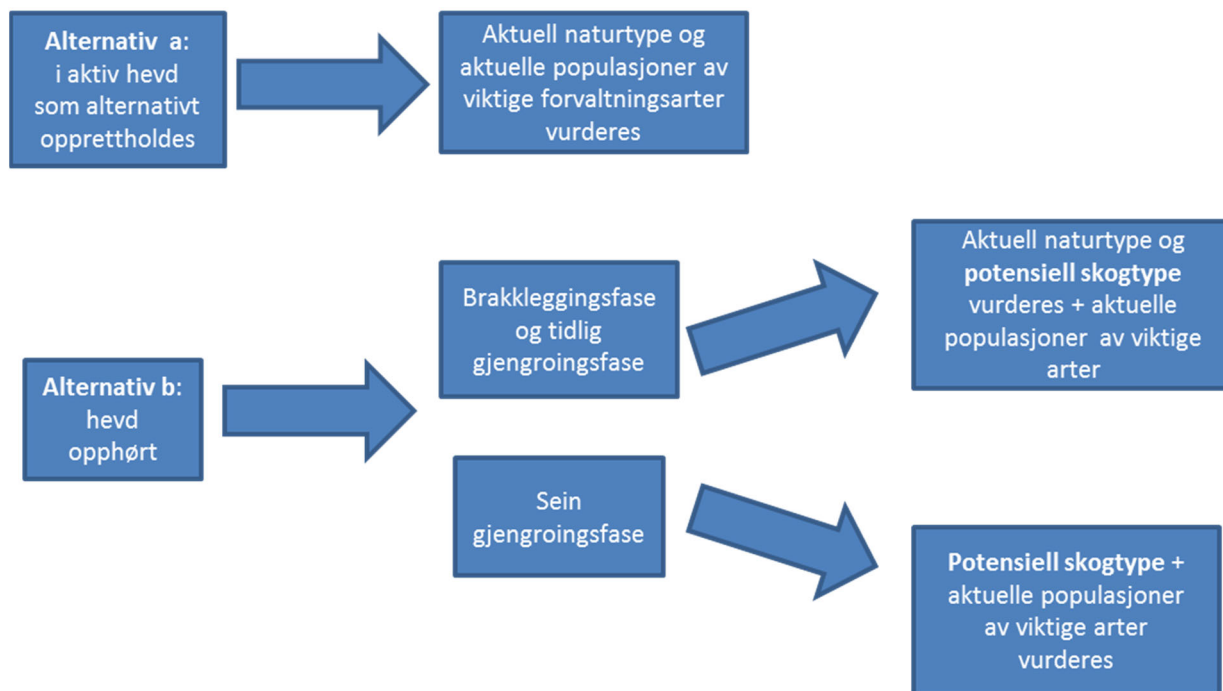 Alternativ a:
i aktiv hevd
som alternativt
opprettholdes
Aktuell naturtype og
aktuelle populasjoner av
viktige forvaltningsarter
vurderes
Alternativ b:
hevd
opphørt
Brakkleggingsfase
og tidlig
gjengroingsfase
Aktuell naturtype og
potensiell skogtype
vurderes + aktuelle
populasjoner av viktige
arter
Sein
gjengroingsfase
Potensiell skogtype +
aktuelle populasjoner
av viktige arter
vurderes